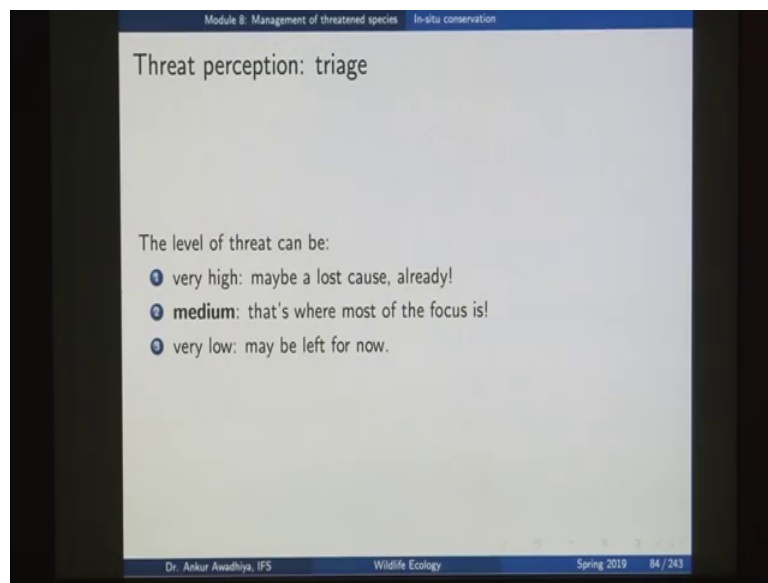 Module 8: Management of threatened species In-situ conservation
Threat perception: triage
The level of threat can be:
1 very high: maybe a lost cause, already!
2 medium: that's where most of the focus is!
3 very low: may be left for now.
Dr. Ankur Awadhiya, IFS Wildlife Ecology Spring 2019 84 / 243